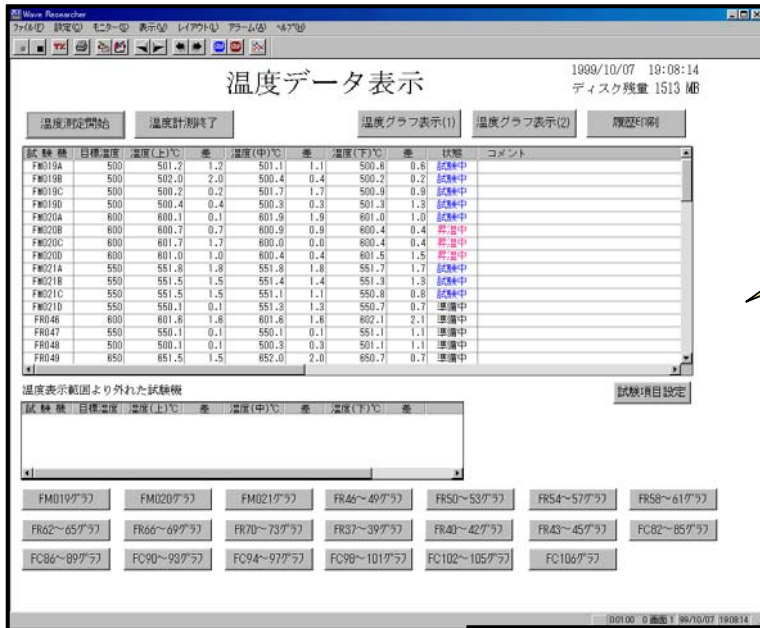 Wave Researcher
ファイル(F) 設定(C) モニター(S) 表示(V) レイアウト(L) アラーム(A) ヘルプ(H)
温度データ表示
1999/10/07 19:08:14
ディスク残量 1513 MB
温度測定開始 温度計測終了 温度グラフ表示(1) 温度グラフ表示(2) 履歴印刷
試験機 目標温度 温度(上)℃ 差 温度(中)℃ 差 温度(下)℃ 差 状態 コメント
FM019A 500 501.2 1.2 501.1 1.1 500.6 0.6 試験中
FM019B 500 502.0 2.0 500.4 0.4 500.2 0.2 試験中
FM019C 500 500.2 0.2 501.7 1.7 500.9 0.9 試験中
FM019D 500 500.4 0.4 500.3 0.3 501.3 1.3 試験中
FM020A 600 600.1 0.1 601.9 1.9 601.0 1.0 試験中
FM020B 600 600.7 0.7 600.9 0.9 600.4 0.4 昇温中
FM020C 600 601.7 1.7 600.0 0.0 600.4 0.4 昇温中
FM020D 600 601.0 1.0 600.4 0.4 601.5 1.5 昇温中
FM021A 550 551.8 1.8 551.8 1.8 551.7 1.7 試験中
FM021B 550 551.5 1.5 551.4 1.4 551.3 1.3 試験中
FM021C 550 551.5 1.5 551.1 1.1 550.8 0.8 試験中
FM021D 550 550.1 0.1 551.3 1.3 550.7 0.7 準備中
FR046 600 601.6 1.6 601.6 1.6 602.1 2.1 準備中
FR047 550 550.1 0.1 550.1 0.1 551.1 1.1 準備中
FR048 500 500.1 0.1 500.3 0.3 501.1 1.1 準備中
FR049 650 651.5 1.5 652.0 2.0 650.7 0.7 準備中
温度表示範囲より外れた試験機
試験項目設定
試験機 目標温度 温度(上)℃ 差 温度(中)℃ 差 温度(下)℃ 差
FM019グラフ FM020グラフ FM021グラフ FR46～49グラフ FR50～53グラフ FR54～57グラフ FR58～61グラフ
FR62～65グラフ FR66～69グラフ FR70～73グラフ FR37～39グラフ FR40～42グラフ FR43～45グラフ FC82～85グラフ
FC86～89グラフ FC90～93グラフ FC94～97グラフ FC98～101グラフ FC102～105グラフ FC106グラフ
0 画面 1 99/10/07 19:08:14